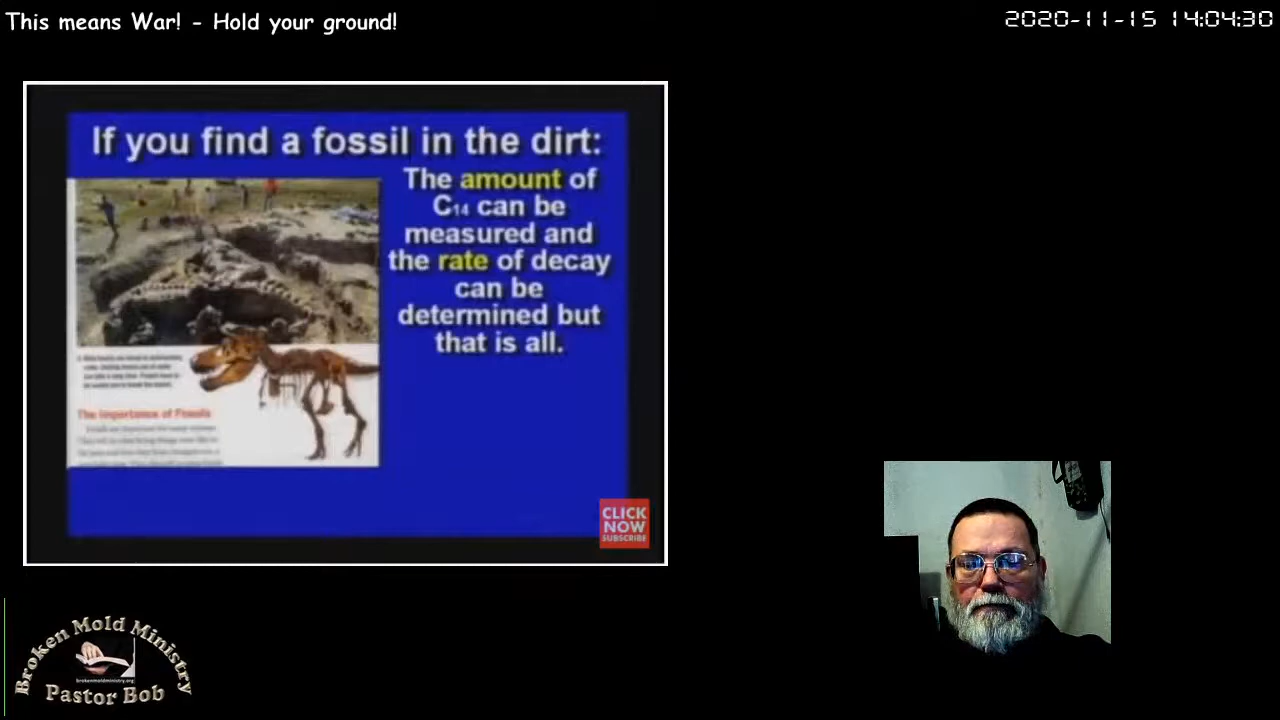 This means War! - Hold your ground!
2020-11-15 14:04:30
If you find a fossil in the dirt:
The amount of
C14 can be
measured and
the rate of decay
can be
determined but
that is all.
The Importance of Fossils
CLICK
NOW
SUBSCRIBE
Broken Mold Ministry
brokenmoldministry.org
Pastor Bob